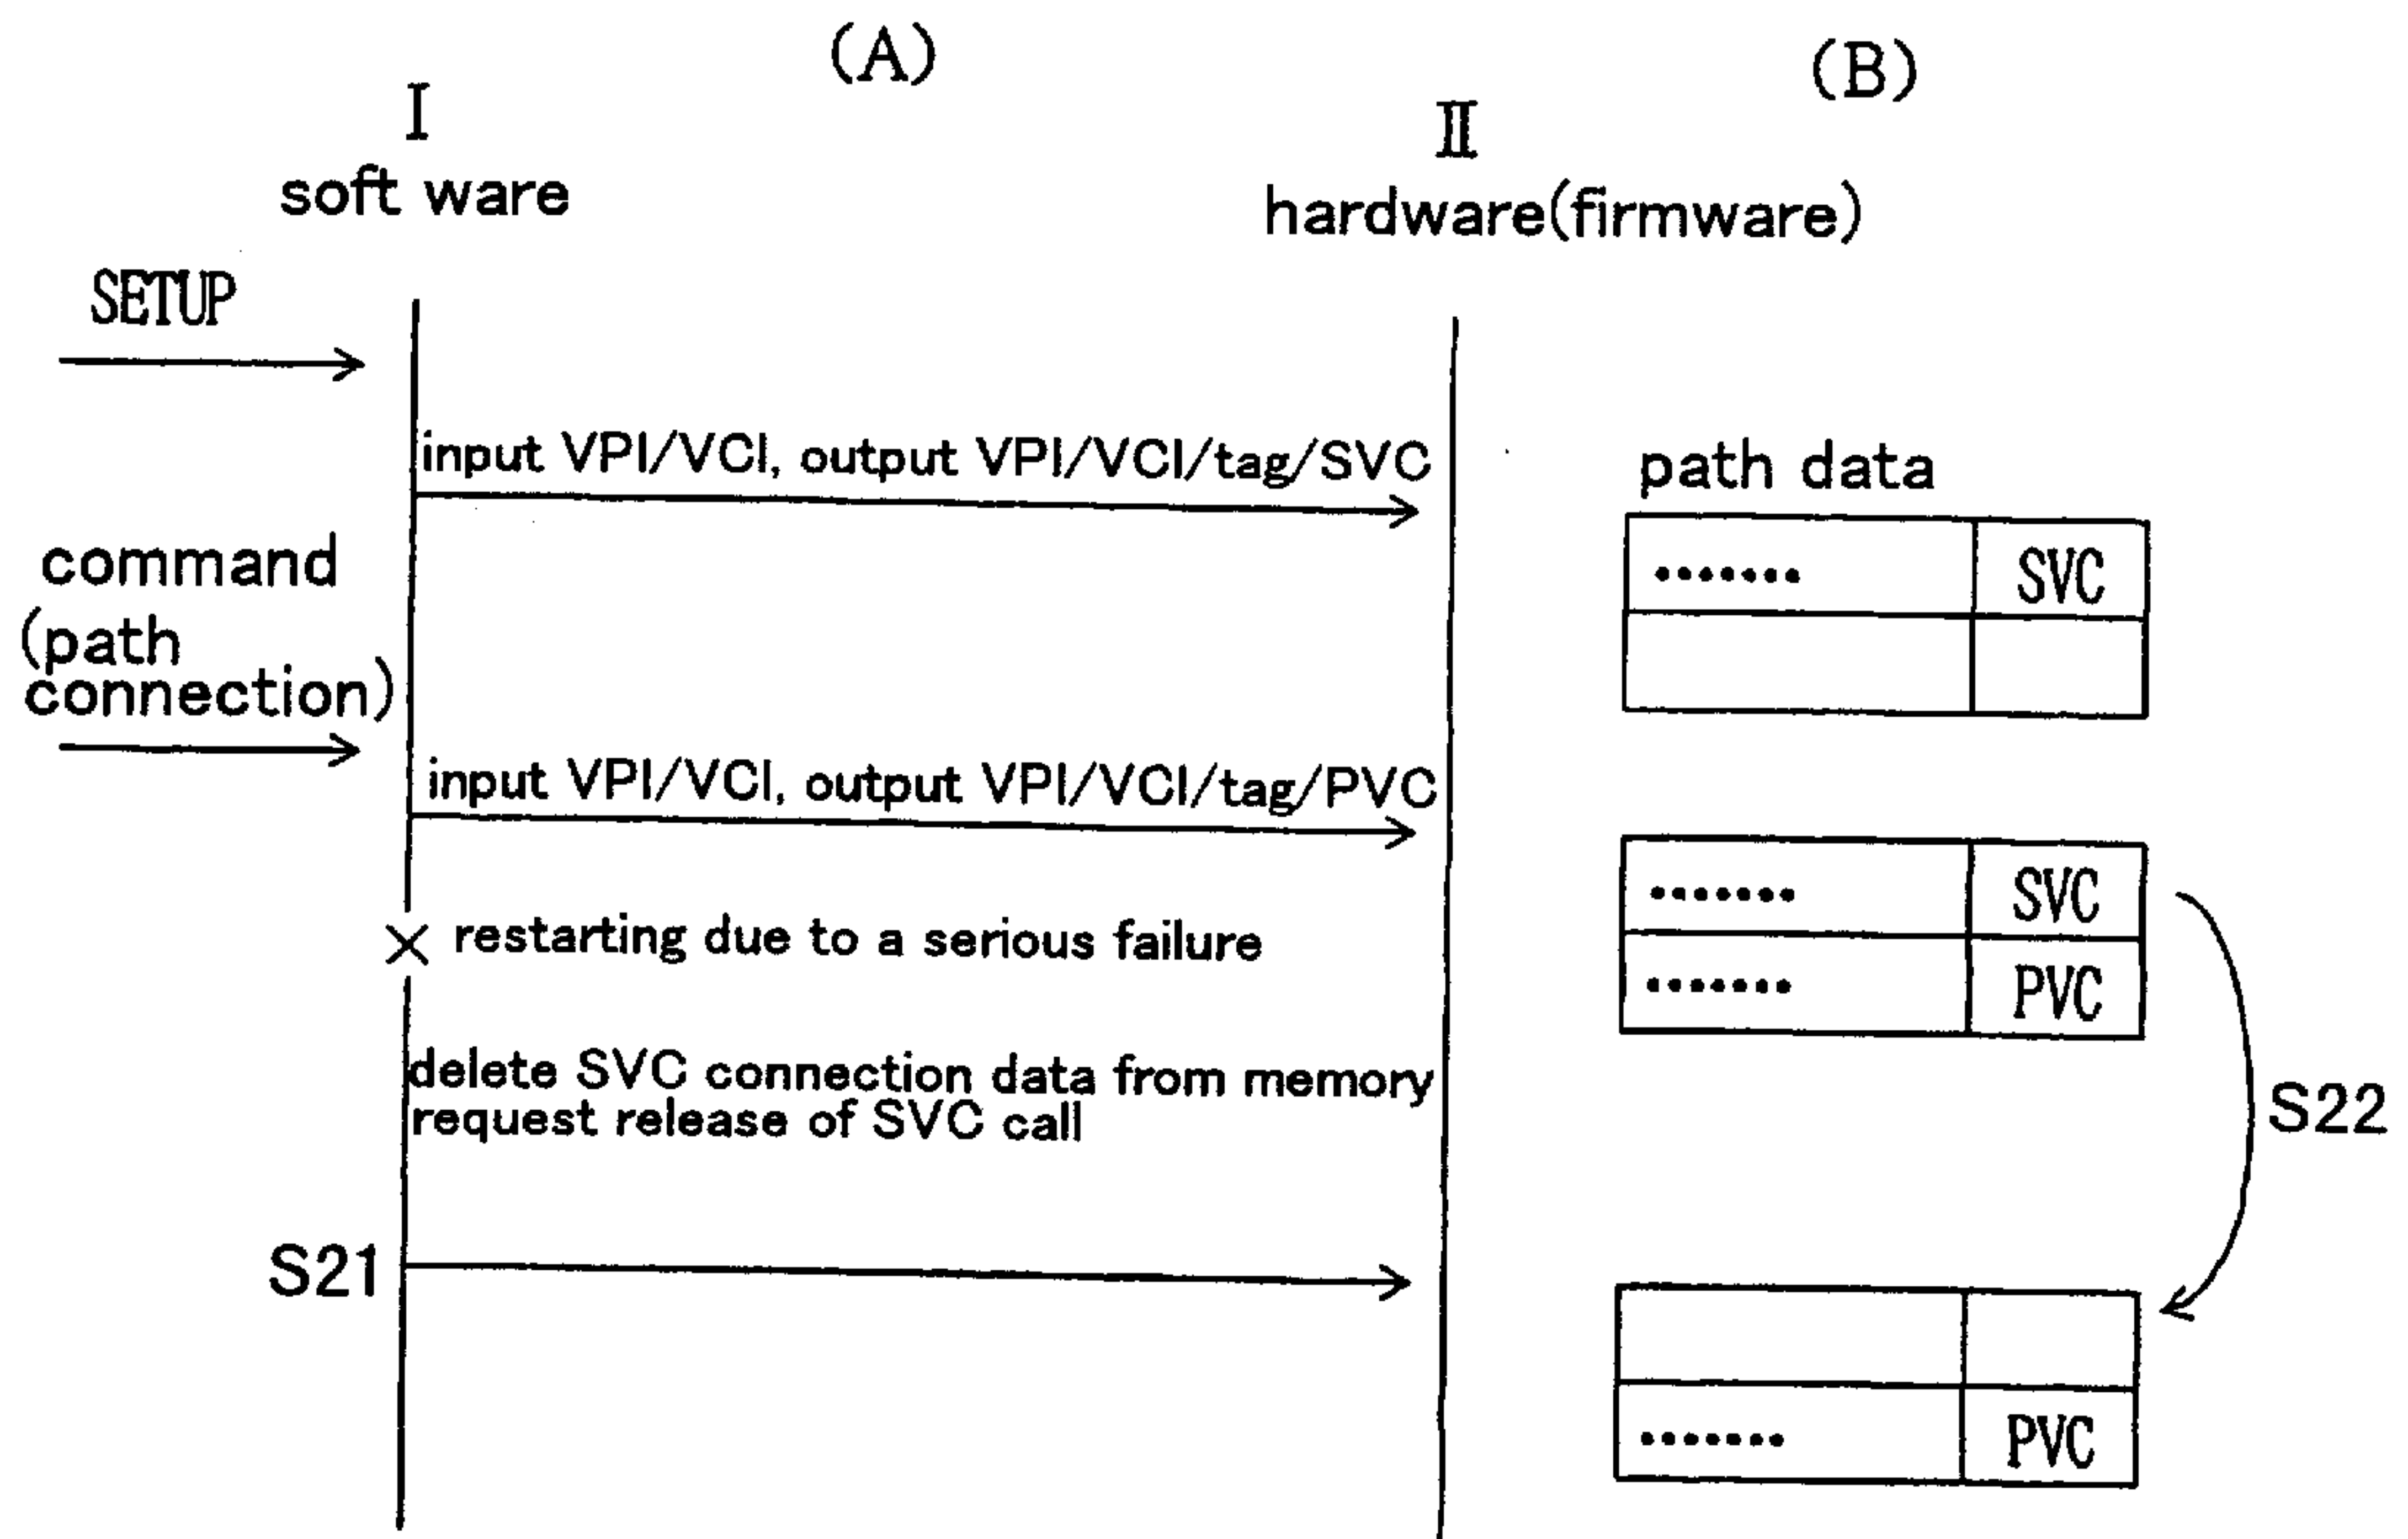 (A)
(B)
I
II
soft ware
hardware(firmware)
SETUP
input VPI/VCI, output VPI/VCI/tag/SVC
path data
....... SVC
command
(path
connection)
input VPI/VCI, output VPI/VCI/tag/PVC
....... SVC
....... PVC
× restarting due to a serious failure
delete SVC connection data from memory
request release of SVC call
S22
S21
....... PVC